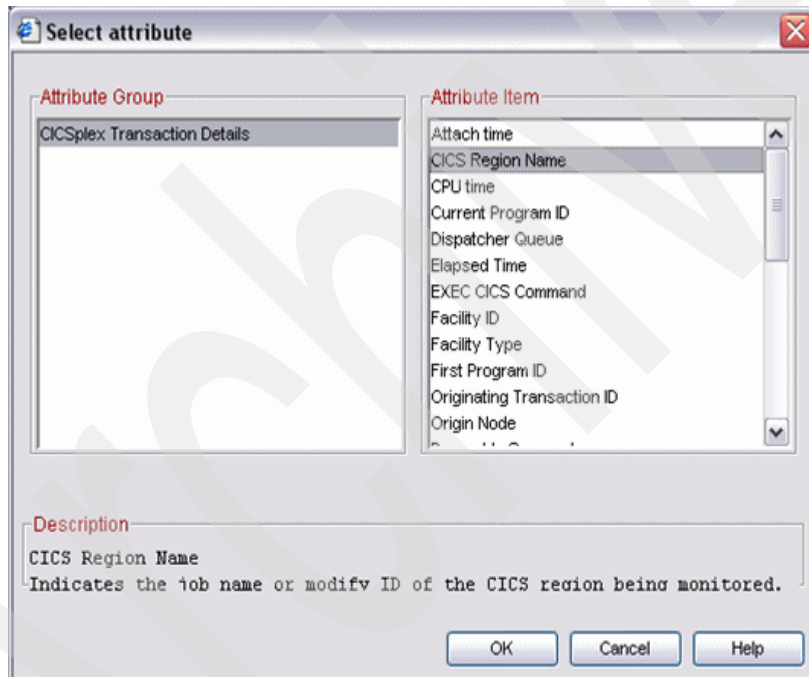 Select attribute
Attribute Group
CICSplex Transaction Details
Attribute Item
Attach time
CICS Region Name
CPU time
Current Program ID
Dispatcher Queue
Elapsed Time
EXEC CICS Command
Facility ID
Facility Type
First Program ID
Originating Transaction ID
Origin Node
Description
CICS Region Name
Indicates the job name or modify ID of the CICS region being monitored.
OK Cancel Help